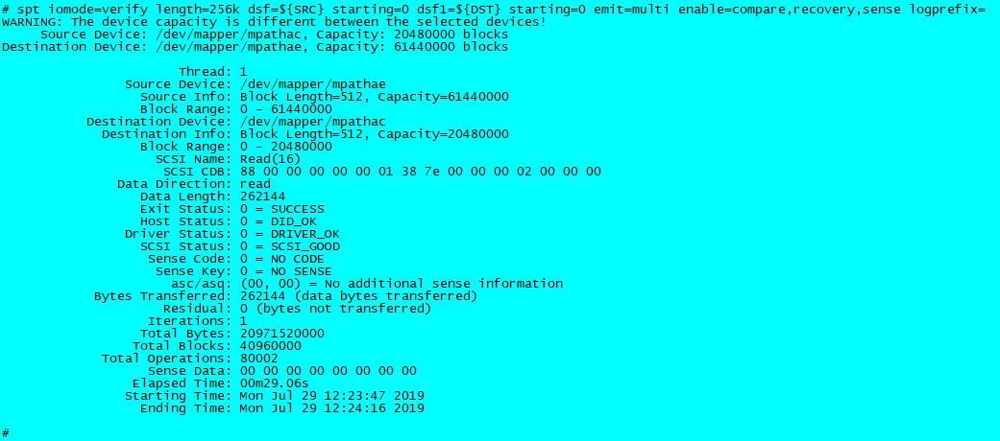 # spt iomode=verify length=256k dsf=${SRC} starting=0 dsf1=${DST} starting=0 emit=multi enable=compare,recovery,sense logprefix=
WARNING: The device capacity is different between the selected devices!
Source Device: /dev/mapper/mpathac, Capacity: 20480000 blocks
Destination Device: /dev/mapper/mpathae, Capacity: 61440000 blocks
Thread: 1
Source Device: /dev/mapper/mpathae
Source Info: Block Length=512, Capacity=61440000
Block Range: 0 - 61440000
Destination Device: /dev/mapper/mpathac
Destination Info: Block Length=512, Capacity=20480000
Block Range: 0 - 20480000
SCSI Name: Read(16)
SCSI CDB: 88 00 00 00 00 00 01 38 7e 00 00 00 02 00 00 00
Data Direction: read
Data Length: 262144
Exit Status: 0 = SUCCESS
Host Status: 0 = DID_OK
Driver Status: 0 = DRIVER_OK
SCSI Status: 0 = SCSI_GOOD
Sense Code: 0 = NO CODE
Sense Key: 0 = NO SENSE
asc/asq: (00, 00) = No additional sense information
Bytes Transferred: 262144 (data bytes transferred)
Residual: 0 (bytes not transferred)
Iterations: 1
Total Bytes: 20971520000
Total Blocks: 40960000
Total Operations: 80002
Sense Data: 00 00 00 00 00 00 00 00
Elapsed Time: 00m29.06s
Starting Time: Mon Jul 29 12:23:47 2019
Ending Time: Mon Jul 29 12:24:16 2019
#